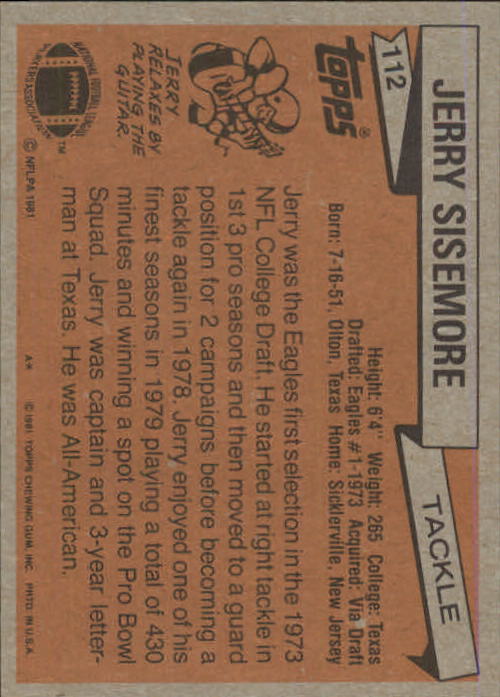 112
JERRY SISEMORE
TACKLE
topps®
Height: 6'4" Weight: 265 College: Texas
Drafted: Eagles #1-1973 Acquired: Via Draft
Born: 7-16-51, Olton, Texas Home: Sicklerville, New Jersey
Jerry was the Eagles first selection in the 1973
NFL College Draft. He started at right tackle in
1st 3 pro seasons and then moved to a guard
position for 2 campaigns before becoming a
tackle again in 1978. Jerry enjoyed one of his
finest seasons in 1979 playing a total of 430
minutes and winning a spot on the Pro Bowl
Squad. Jerry was captain and 3-year letter-
man at Texas. He was All-American.
JERRY
RELAXES BY
PLAYING THE
GUITAR.
NATIONAL FOOTBALL LEAGUE
PLAYERS ASSOCIATION
TM
© NFLPA 1981
A* © 1981 TOPPS CHEWING GUM, INC. PRTD. IN U.S.A.